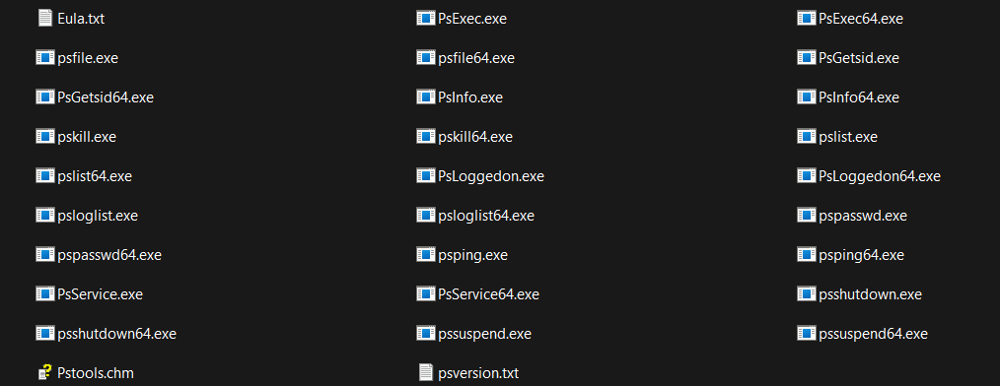 Eula.txt
PsExec.exe
PsExec64.exe
psfile.exe
psfile64.exe
PsGetsid.exe
PsGetsid64.exe
PsInfo.exe
PsInfo64.exe
pskill.exe
pskill64.exe
pslist.exe
pslist64.exe
PsLoggedon.exe
PsLoggedon64.exe
psloglist.exe
psloglist64.exe
pspasswd.exe
pspasswd64.exe
psping.exe
psping64.exe
PsService.exe
PsService64.exe
psshutdown.exe
psshutdown64.exe
pssuspend.exe
pssuspend64.exe
Pstools.chm
psversion.txt